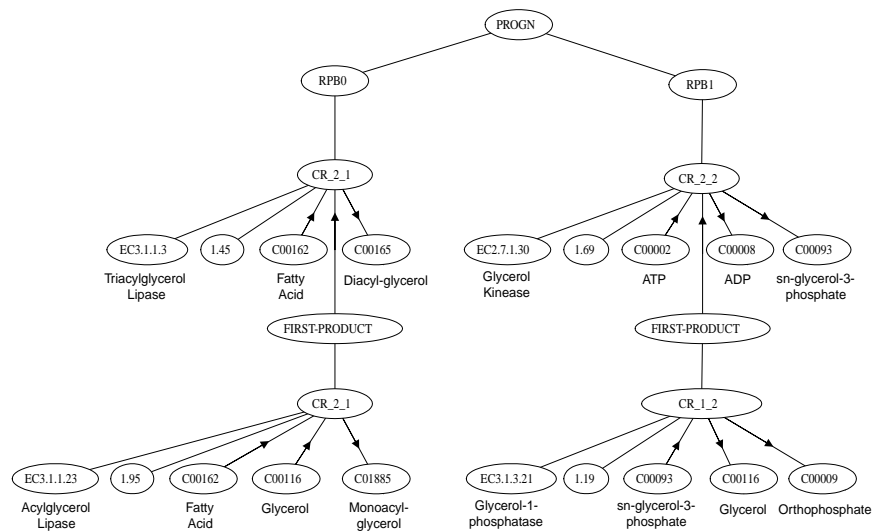 PROGN
RPB0
RPB1
CR_2_1
CR_2_2
EC3.1.1.3
1.45
C00162
C00165
EC2.7.1.30
1.69
C00002
C00008
C00093
Triacylglycerol
Lipase
Fatty
Acid
Diacyl-glycerol
Glycerol
Kinease
ATP
ADP
sn-glycerol-3-
phosphate
FIRST-PRODUCT
FIRST-PRODUCT
CR_2_1
CR_1_2
EC3.1.1.23
1.95
C00162
C00116
C01885
EC3.1.3.21
1.19
C00093
C00116
C00009
Acylglycerol
Lipase
Fatty
Acid
Glycerol
Monoacyl-
glycerol
Glycerol-1-
phosphatase
sn-glycerol-3-
phosphate
Glycerol
Orthophosphate